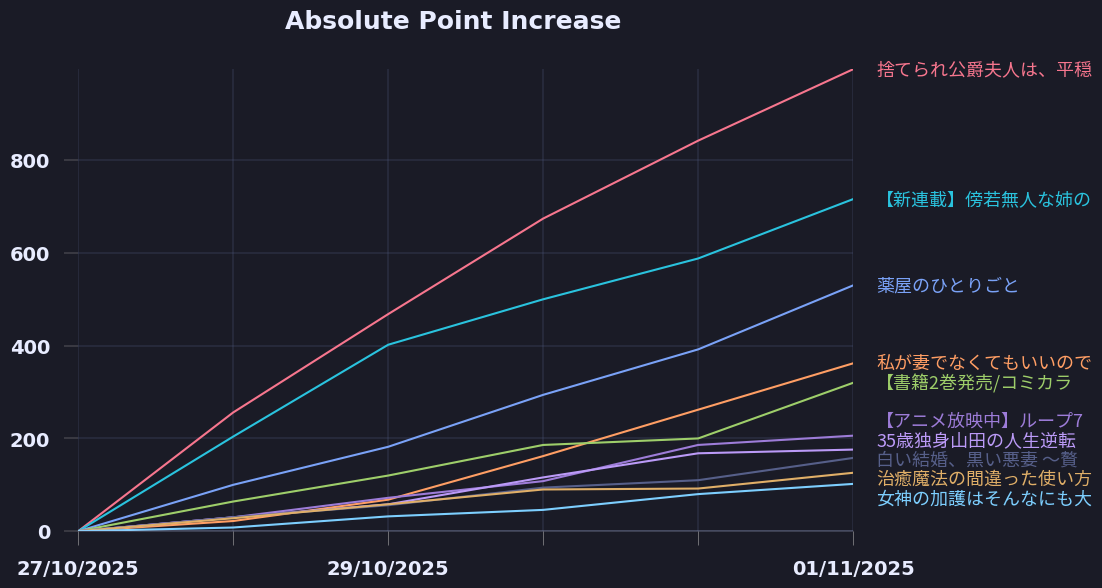 Absolute Point Increase
捨てられ公爵夫人は、平穏
800
【新連載】傍若無人な姉の
600
薬屋のひとりごと
400
私が妻でなくてもいいので
【書籍2巻発売/コミカラ
200
【アニメ放映中】ループ7
35歳独身山田の人生逆転
白い結婚、黒い悪妻 ～贅
治癒魔法の間違った使い方
女神の加護はそんなにも大
0
27/10/2025
29/10/2025
01/11/2025